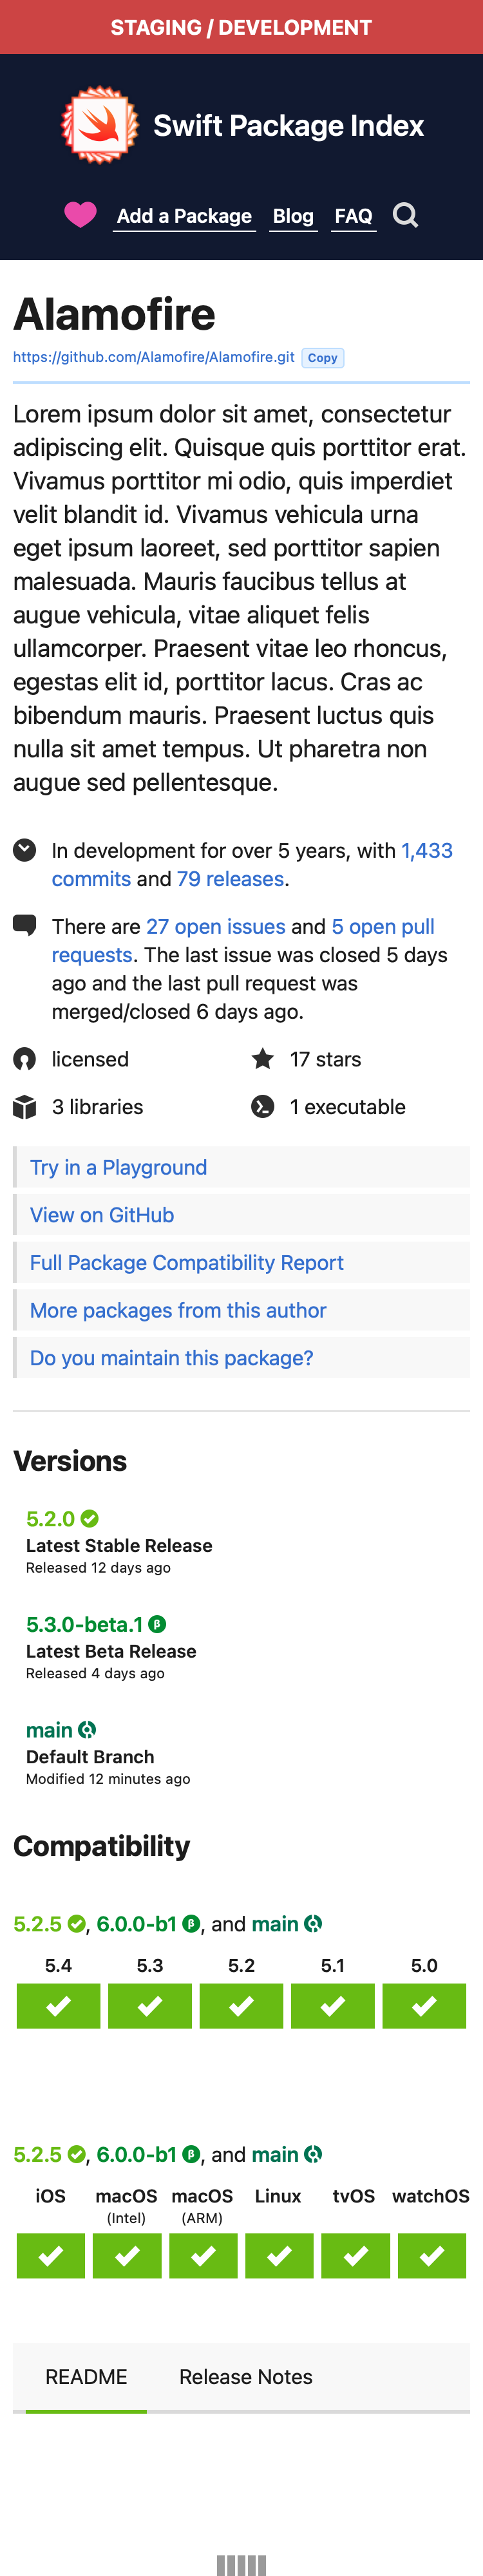 STAGING / DEVELOPMENT
Swift Package Index
Add a Package Blog FAQ
Alamofire
https://github.com/Alamofire/Alamofire.git Copy
Lorem ipsum dolor sit amet, consectetur
adipiscing elit. Quisque quis porttitor erat.
Vivamus porttitor mi odio, quis imperdiet
velit blandit id. Vivamus vehicula urna
eget ipsum laoreet, sed porttitor sapien
malesuada. Mauris faucibus tellus at
augue vehicula, vitae aliquet felis
ullamcorper. Praesent vitae leo rhoncus,
egestas elit id, porttitor lacus. Cras ac
bibendum mauris. Praesent luctus quis
nulla sit amet tempus. Ut pharetra non
augue sed pellentesque.
In development for over 5 years, with 1,433
commits and 79 releases.
There are 27 open issues and 5 open pull
requests. The last issue was closed 5 days
ago and the last pull request was
merged/closed 6 days ago.
licensed 17 stars
3 libraries 1 executable
Try in a Playground
View on GitHub
Full Package Compatibility Report
More packages from this author
Do you maintain this package?
Versions
5.2.0
Latest Stable Release
Released 12 days ago
5.3.0-beta.1 β
Latest Beta Release
Released 4 days ago
main
Default Branch
Modified 12 minutes ago
Compatibility
5.2.5, 6.0.0-b1 β, and main
5.4 5.3 5.2 5.1 5.0
5.2.5, 6.0.0-b1 β, and main
iOS macOS macOS Linux tvOS watchOS
(Intel) (ARM)
README Release Notes